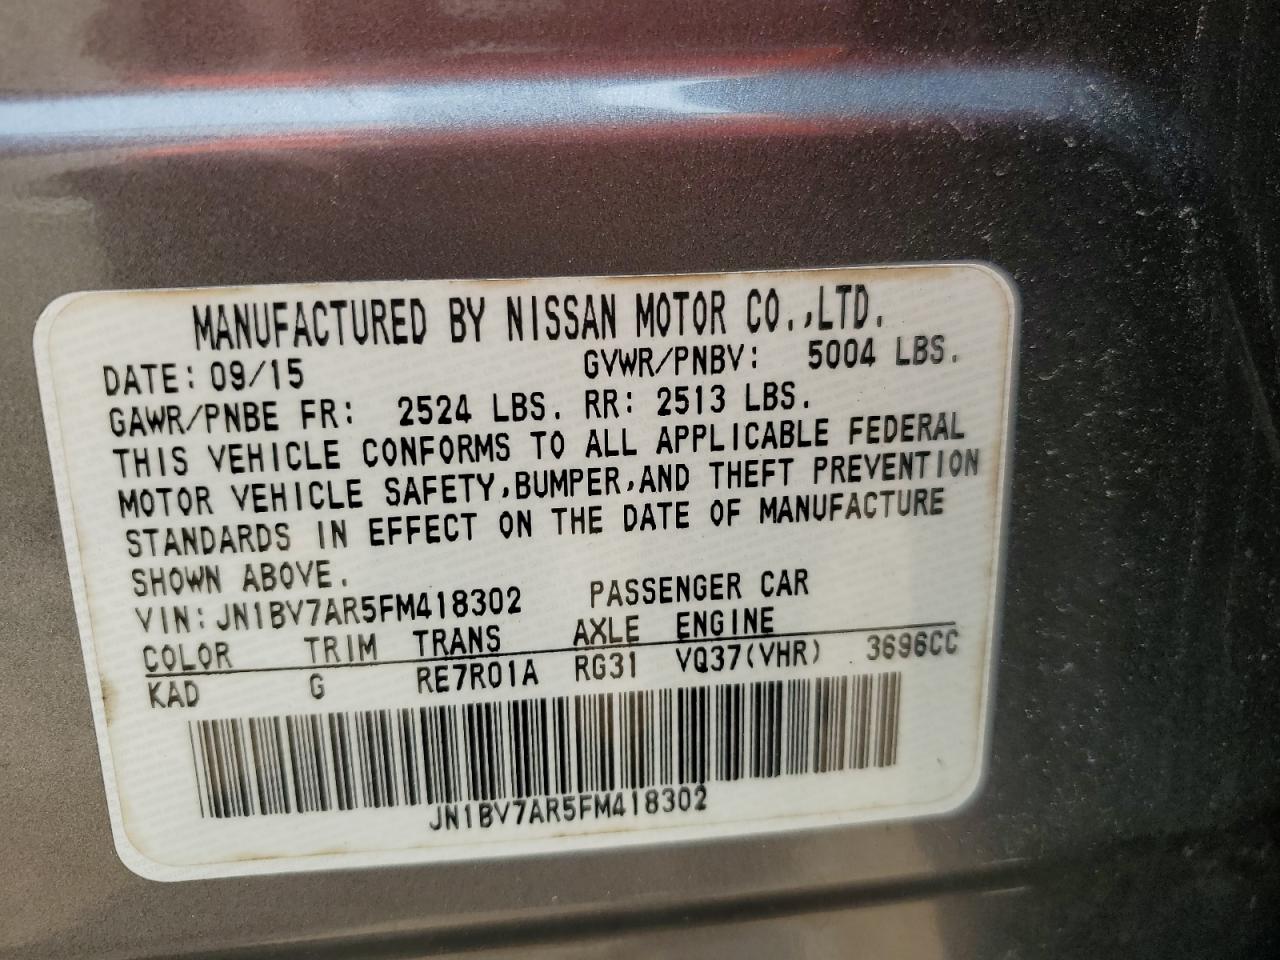 MANUFACTURED BY NISSAN MOTOR CO.,LTD.
DATE: 09/15 GVWR/PNBV: 5004 LBS.
GAWR/PNBE FR: 2524 LBS. RR: 2513 LBS.
THIS VEHICLE CONFORMS TO ALL APPLICABLE FEDERAL
MOTOR VEHICLE SAFETY,BUMPER,AND THEFT PREVENTION
STANDARDS IN EFFECT ON THE DATE OF MANUFACTURE
SHOWN ABOVE.
VIN: JN1BV7AR5FM418302 PASSENGER CAR
COLOR TRIM TRANS AXLE ENGINE
KAD G RE7R01A RG31 VQ37(VHR) 3696CC
JN1BV7AR5FM418302